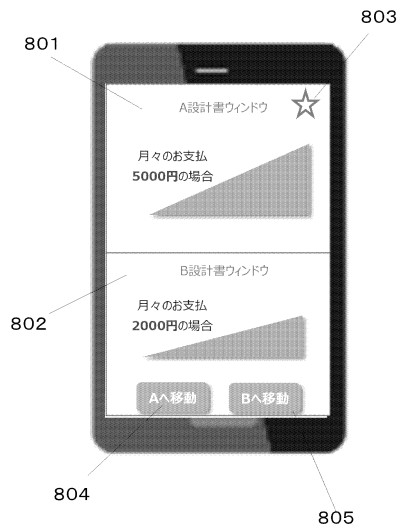 803
801
A設計書ウィンドウ
月々のお支払
5000円の場合
B設計書ウィンドウ
月々のお支払
802
2000円の場合
Aへ移動
Bへ移動
804
805